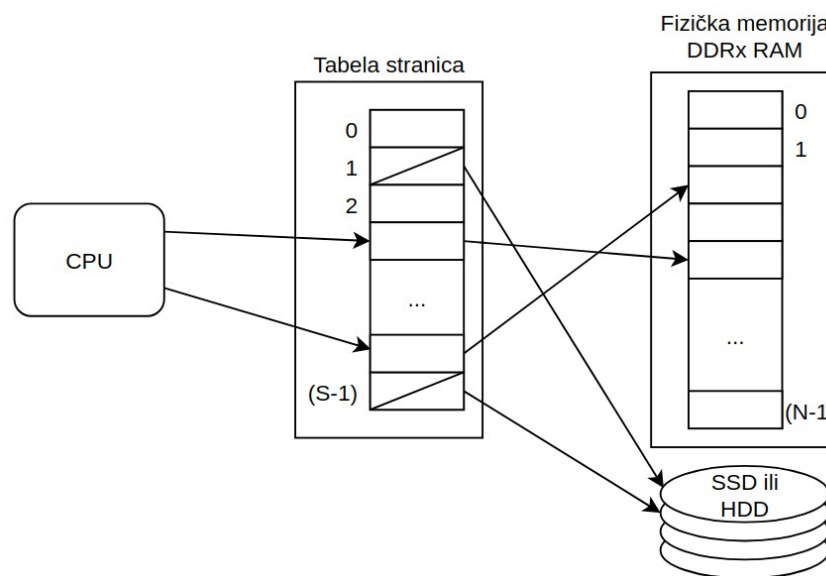 Fizička memorija
DDRx RAM
Tabela stranica
0
1
2
...
(S-1)
CPU
0
1
...
(N-1
SSD ili
HDD